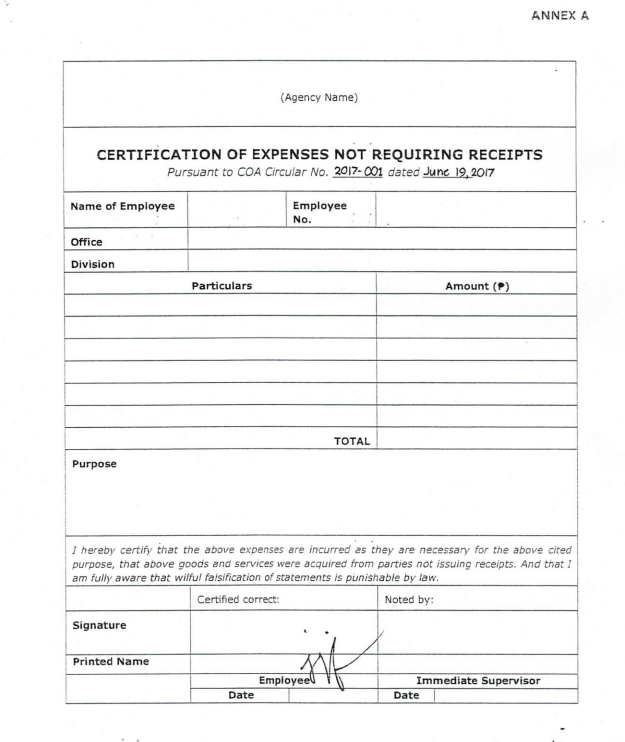 ANNEX A
(Agency Name)
CERTIFICATION OF EXPENSES NOT REQUIRING RECEIPTS
Pursuant to COA Circular No. 2017-001 dated June 19, 2017
Name of Employee
Employee No.
Office
Division
Particulars Amount (₱)
TOTAL
Purpose
I hereby certify that the above expenses are incurred as they are necessary for the above cited
purpose, that above goods and services were acquired from parties not issuing receipts. And that I
am fully aware that wilful falsification of statements is punishable by law.
Certified correct: Noted by:
Signature
Printed Name
Employee Immediate Supervisor
Date Date